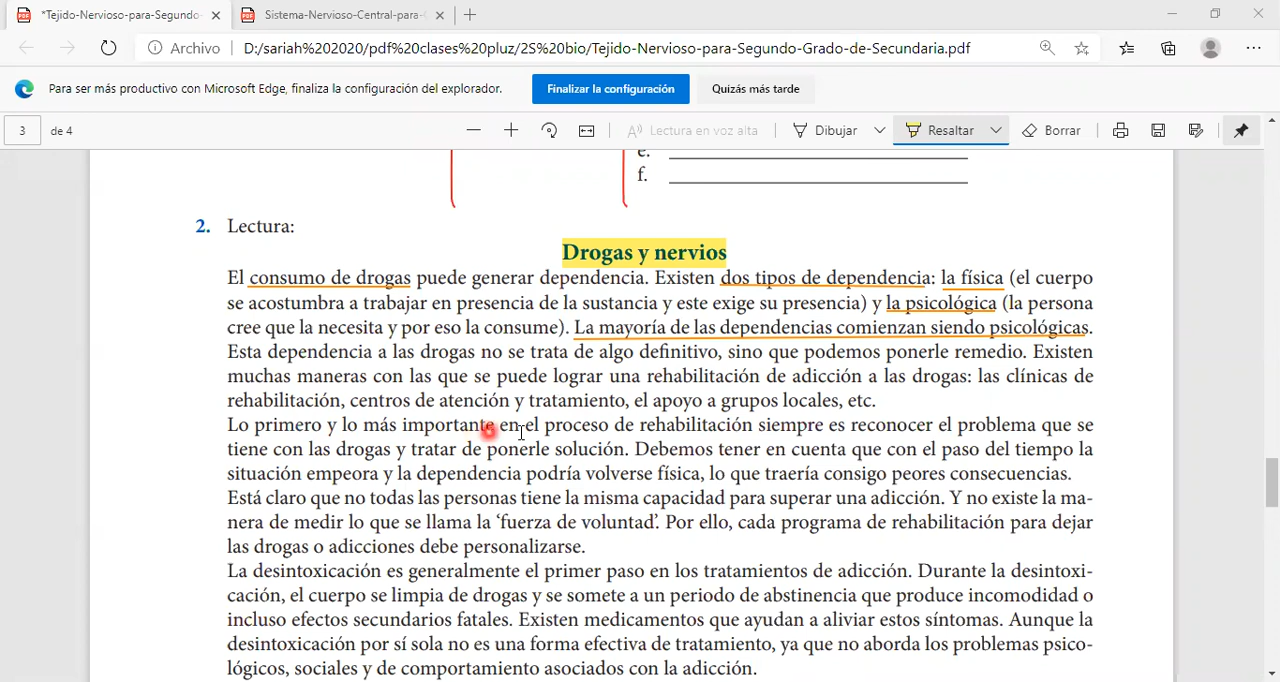 *Tejido-Nervioso-para-Segundo-
Sistema-Nervioso-Central-para-
Archivo
D:/sariah%202020/pdf%20clases%20pluz/2S%20bio/Tejido-Nervioso-para-Segundo-Grado-de-Secundaria.pdf
Para ser más productivo con Microsoft Edge, finaliza la configuración del explorador.
Finalizar la configuración
Quizás más tarde
3 de 4
Lectura en voz alta
Dibujar
Resaltar
Borrar
e.
f.
2. Lectura:
Drogas y nervios
El consumo de drogas puede generar dependencia. Existen dos tipos de dependencia: la física (el cuerpo
se acostumbra a trabajar en presencia de la sustancia y este exige su presencia) y la psicológica (la persona
cree que la necesita y por eso la consume). La mayoría de las dependencias comienzan siendo psicológicas.
Esta dependencia a las drogas no se trata de algo definitivo, sino que podemos ponerle remedio. Existen
muchas maneras con las que se puede lograr una rehabilitación de adicción a las drogas: las clínicas de
rehabilitación, centros de atención y tratamiento, el apoyo a grupos locales, etc.
Lo primero y lo más importante en el proceso de rehabilitación siempre es reconocer el problema que se
tiene con las drogas y tratar de ponerle solución. Debemos tener en cuenta que con el paso del tiempo la
situación empeora y la dependencia podría volverse física, lo que traería consigo peores consecuencias.
Está claro que no todas las personas tiene la misma capacidad para superar una adicción. Y no existe la ma-
nera de medir lo que se llama la ‘fuerza de voluntad’. Por ello, cada programa de rehabilitación para dejar
las drogas o adicciones debe personalizarse.
La desintoxicación es generalmente el primer paso en los tratamientos de adicción. Durante la desintoxi-
cación, el cuerpo se limpia de drogas y se somete a un periodo de abstinencia que produce incomodidad o
incluso efectos secundarios fatales. Existen medicamentos que ayudan a aliviar estos síntomas. Aunque la
desintoxicación por sí sola no es una forma efectiva de tratamiento, ya que no aborda los problemas psico-
lógicos, sociales y de comportamiento asociados con la adicción.